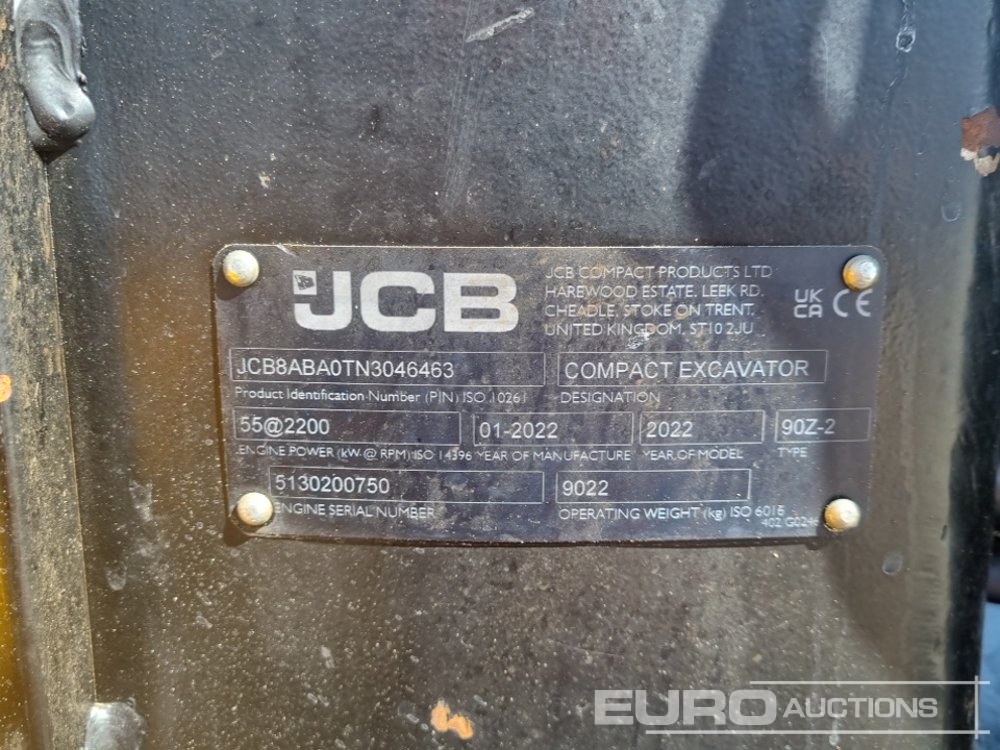 JCB
JCB COMPACT PRODUCTS LTD
HAREWOOD ESTATE, LEEK RD,
CHEADLE, STOKE ON TRENT,
UNITED KINGDOM, ST10 2JU
UK
CA CE
JCB8ABA0TN3046463 COMPACT EXCAVATOR
Product Identification Number (PIN) ISO 10261 DESIGNATION
55@2200 01-2022 2022 90Z-2
ENGINE POWER (kW @ RPM) ISO 14396 YEAR OF MANUFACTURE YEAR OF MODEL TYPE
5130200750 9022
ENGINE SERIAL NUMBER OPERATING WEIGHT (kg) ISO 6016
402
EURO AUCTIONS